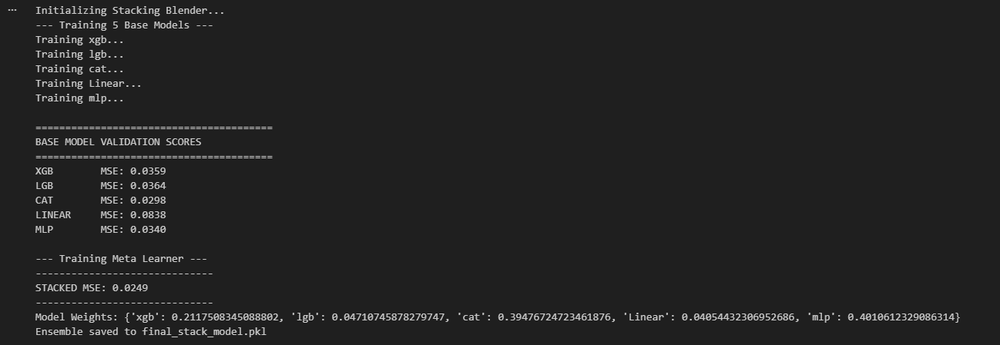 ...
Initializing Stacking Blender...
--- Training 5 Base Models ---
Training xgb...
Training lgb...
Training cat...
Training Linear...
Training mlp...
========================================
BASE MODEL VALIDATION SCORES
========================================
XGB        MSE: 0.0359
LGB        MSE: 0.0364
CAT        MSE: 0.0298
LINEAR     MSE: 0.0838
MLP        MSE: 0.0340
--- Training Meta Learner ---
------------------------------
STACKED MSE: 0.0249
------------------------------
Model Weights: {'xgb': 0.2117508345088802, 'lgb': 0.04710745878279747, 'cat': 0.39476724723461876, 'Linear': 0.04054432306952686, 'mlp': 0.4010612329086314}
Ensemble saved to final_stack_model.pkl